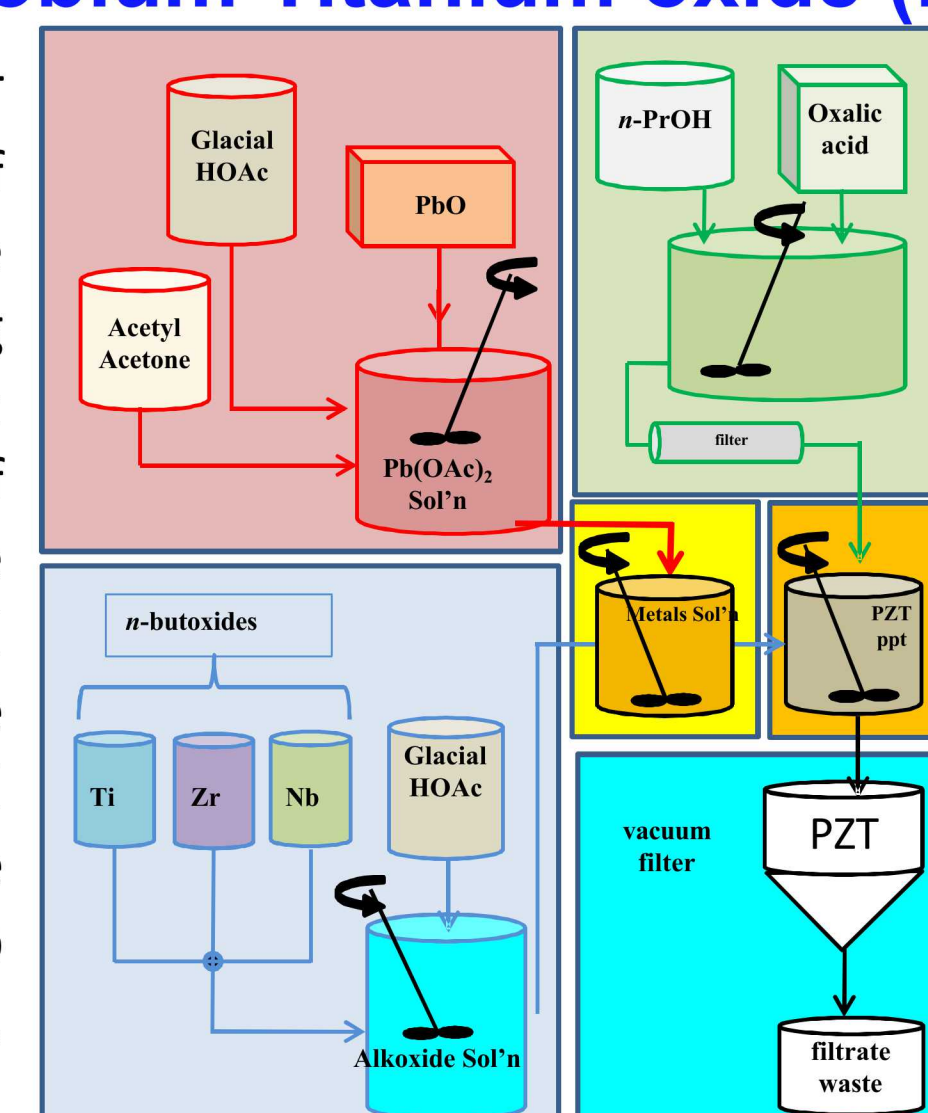 Glacial
HOAc
PbO
Acetyl
Acetone
Pb(OAc)₂
Sol'n
n-PrOH
Oxalic
acid
filter
n-butoxides
Ti
Zr
Nb
Glacial
HOAc
Alkoxide Sol'n
Metals Sol'n
PZT
ppt
vacuum
filter
PZT
filtrate
waste